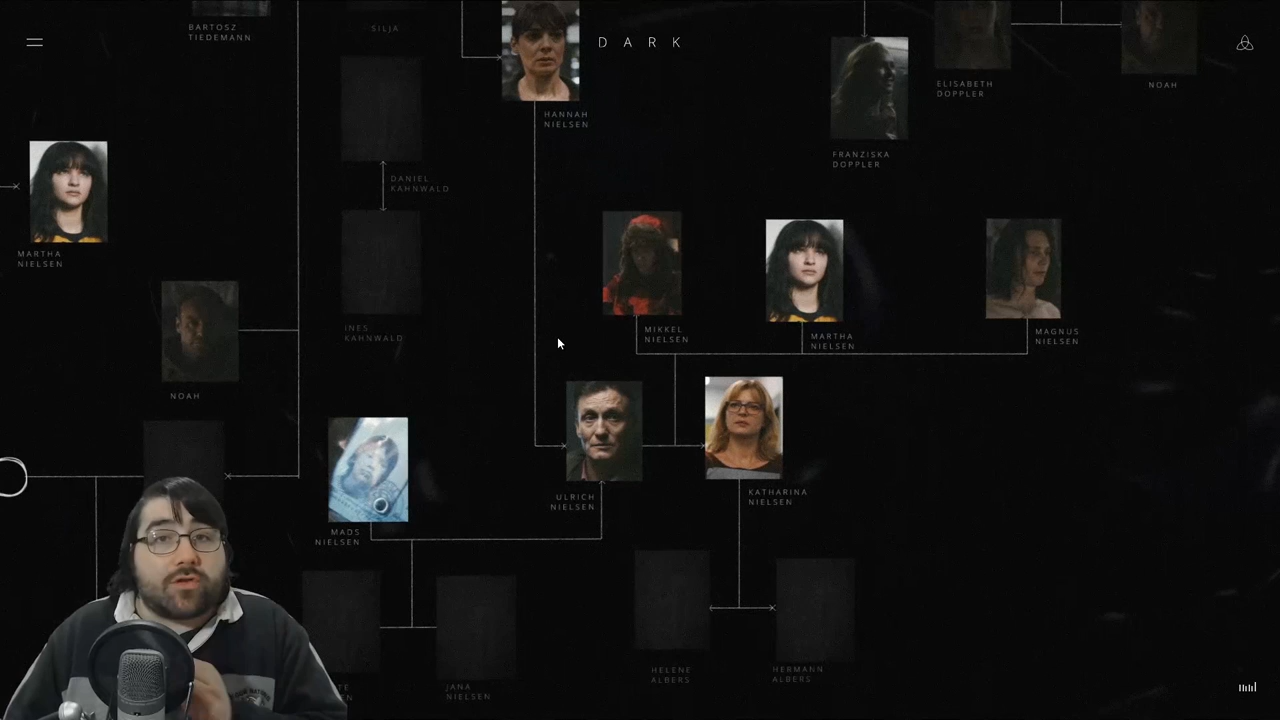 BARTOSZ
TIEDEMANN
SILJA
DARK
HANNAH
NIELSEN
ELISABETH
DOPPLER
NOAH
FRANZISKA
DOPPLER
DANIEL
KAHNWALD
MARTHA
NIELSEN
INES
KAHNWALD
MIKKEL
NIELSEN
MARTHA
NIELSEN
MAGNUS
NIELSEN
NOAH
ULRICH
NIELSEN
KATHARINA
NIELSEN
MADS
NIELSEN
HELENE
ALBERS
HERMANN
ALBERS
JANA
NIELSEN